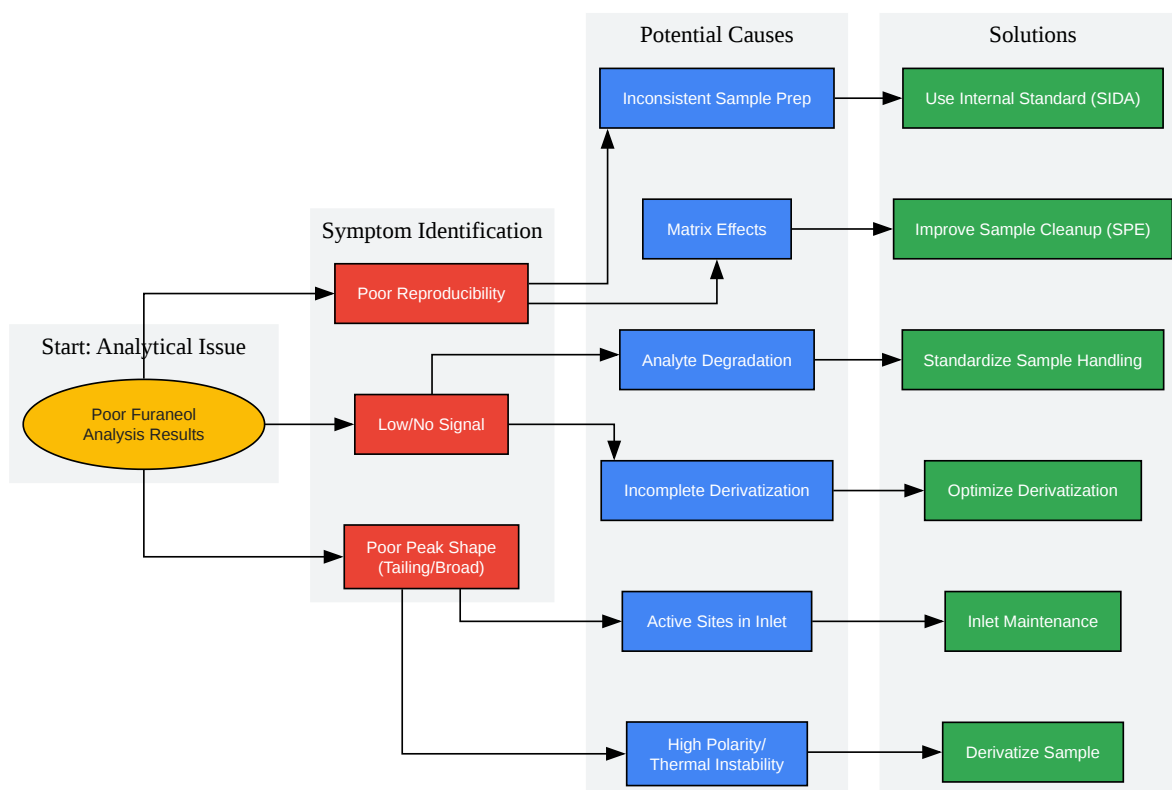 Potential Causes
Solutions
Inconsistent Sample Prep
Use Internal Standard (SIDA)
Matrix Effects
Improve Sample Cleanup (SPE)
Symptom Identification
Poor Reproducibility
Start: Analytical Issue
Poor Furaneol
Analysis Results
Analyte Degradation
Standardize Sample Handling
Low/No Signal
Incomplete Derivatization
Optimize Derivatization
Poor Peak Shape
(Tailing/Broad)
Active Sites in Inlet
Inlet Maintenance
High Polarity/
Thermal Instability
Derivatize Sample